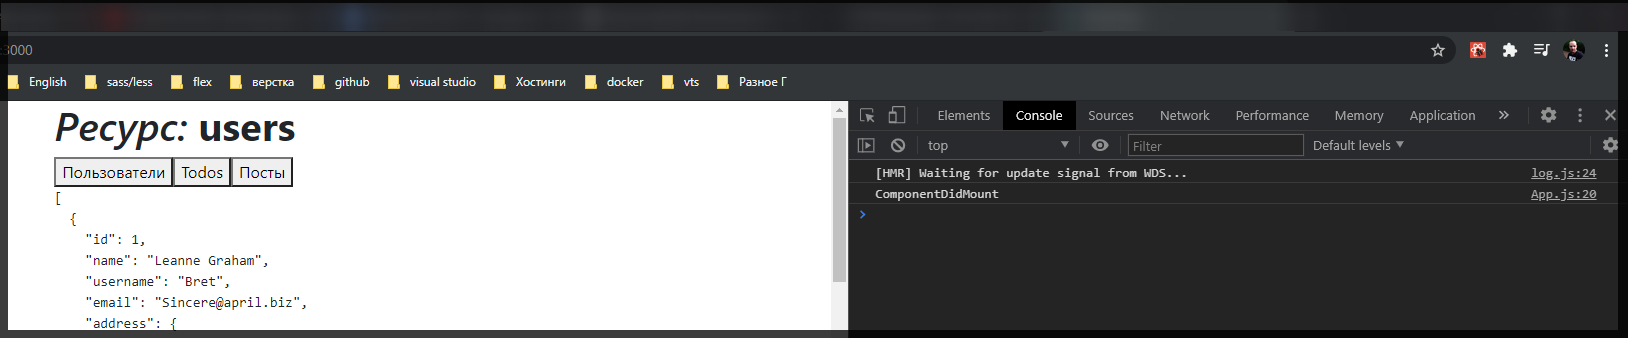 :3000
English sass/less flex верстка github visual studio Хостинги docker vts Разное Г
Ресурс: users
Пользователи Todos Посты
[
{
"id": 1,
"name": "Leanne Graham",
"username": "Bret",
"email": "Sincere@april.biz",
"address": {
Elements Console Sources Network Performance Memory Application »
top Filter Default levels
[HMR] Waiting for update signal from WDS... log.js:24
ComponentDidMount App.js:20